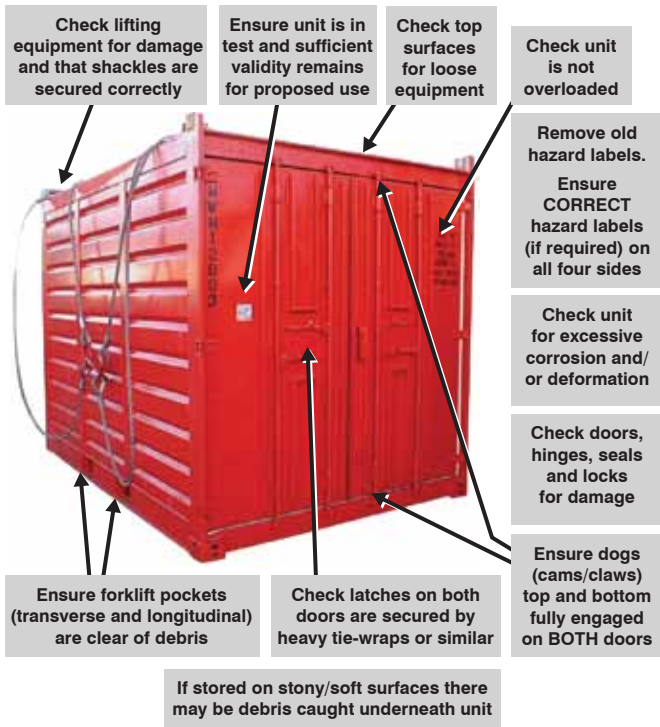 Check lifting
equipment for damage
and that shackles are
secured correctly
Ensure unit is in
test and sufficient
validity remains
for proposed use
Check top
surfaces
for loose
equipment
Check unit
is not
overloaded
Remove old
hazard labels.
Ensure
CORRECT
hazard labels
(if required) on
all four sides
Check unit
for excessive
corrosion and/
or deformation
Check doors,
hinges, seals
and locks
for damage
Ensure dogs
(cams/claws)
top and bottom
fully engaged
on BOTH doors
Ensure forklift pockets
(transverse and longitudinal)
are clear of debris
Check latches on both
doors are secured by
heavy tie-wraps or similar
If stored on stony/soft surfaces there
may be debris caught underneath unit